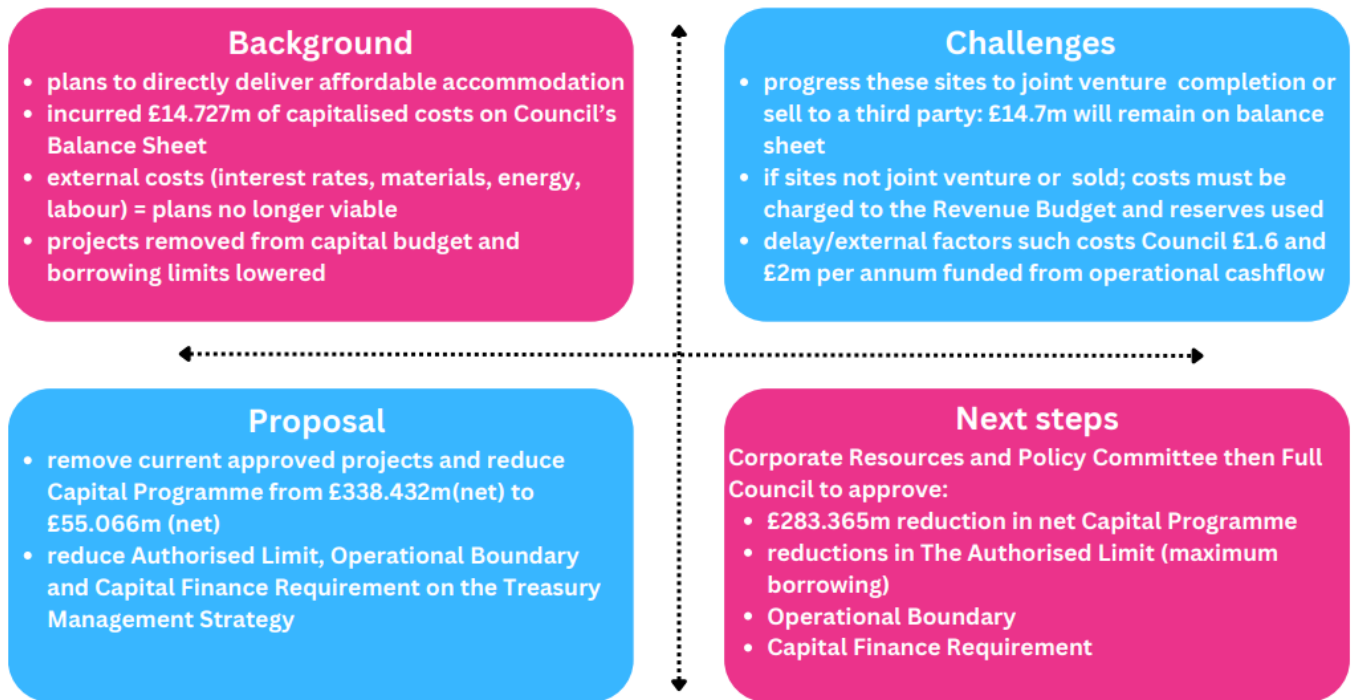 Background
• plans to directly deliver affordable accommodation
• incurred £14.727m of capitalised costs on Council's
Balance Sheet
• external costs (interest rates, materials, energy,
labour) = plans no longer viable
• projects removed from capital budget and
borrowing limits lowered
Challenges
• progress these sites to joint venture completion or
sell to a third party: £14.7m will remain on balance
sheet
• if sites not joint venture or sold; costs must be
charged to the Revenue Budget and reserves used
• delay/external factors such costs Council £1.6 and
£2m per annum funded from operational cashflow
Proposal
• remove current approved projects and reduce
Capital Programme from £338.432m(net) to
£55.066m (net)
• reduce Authorised Limit, Operational Boundary
and Capital Finance Requirement on the Treasury
Management Strategy
Next steps
Corporate Resources and Policy Committee then Full
Council to approve:
• £283.365m reduction in net Capital Programme
• reductions in The Authorised Limit (maximum
borrowing)
• Operational Boundary
• Capital Finance Requirement